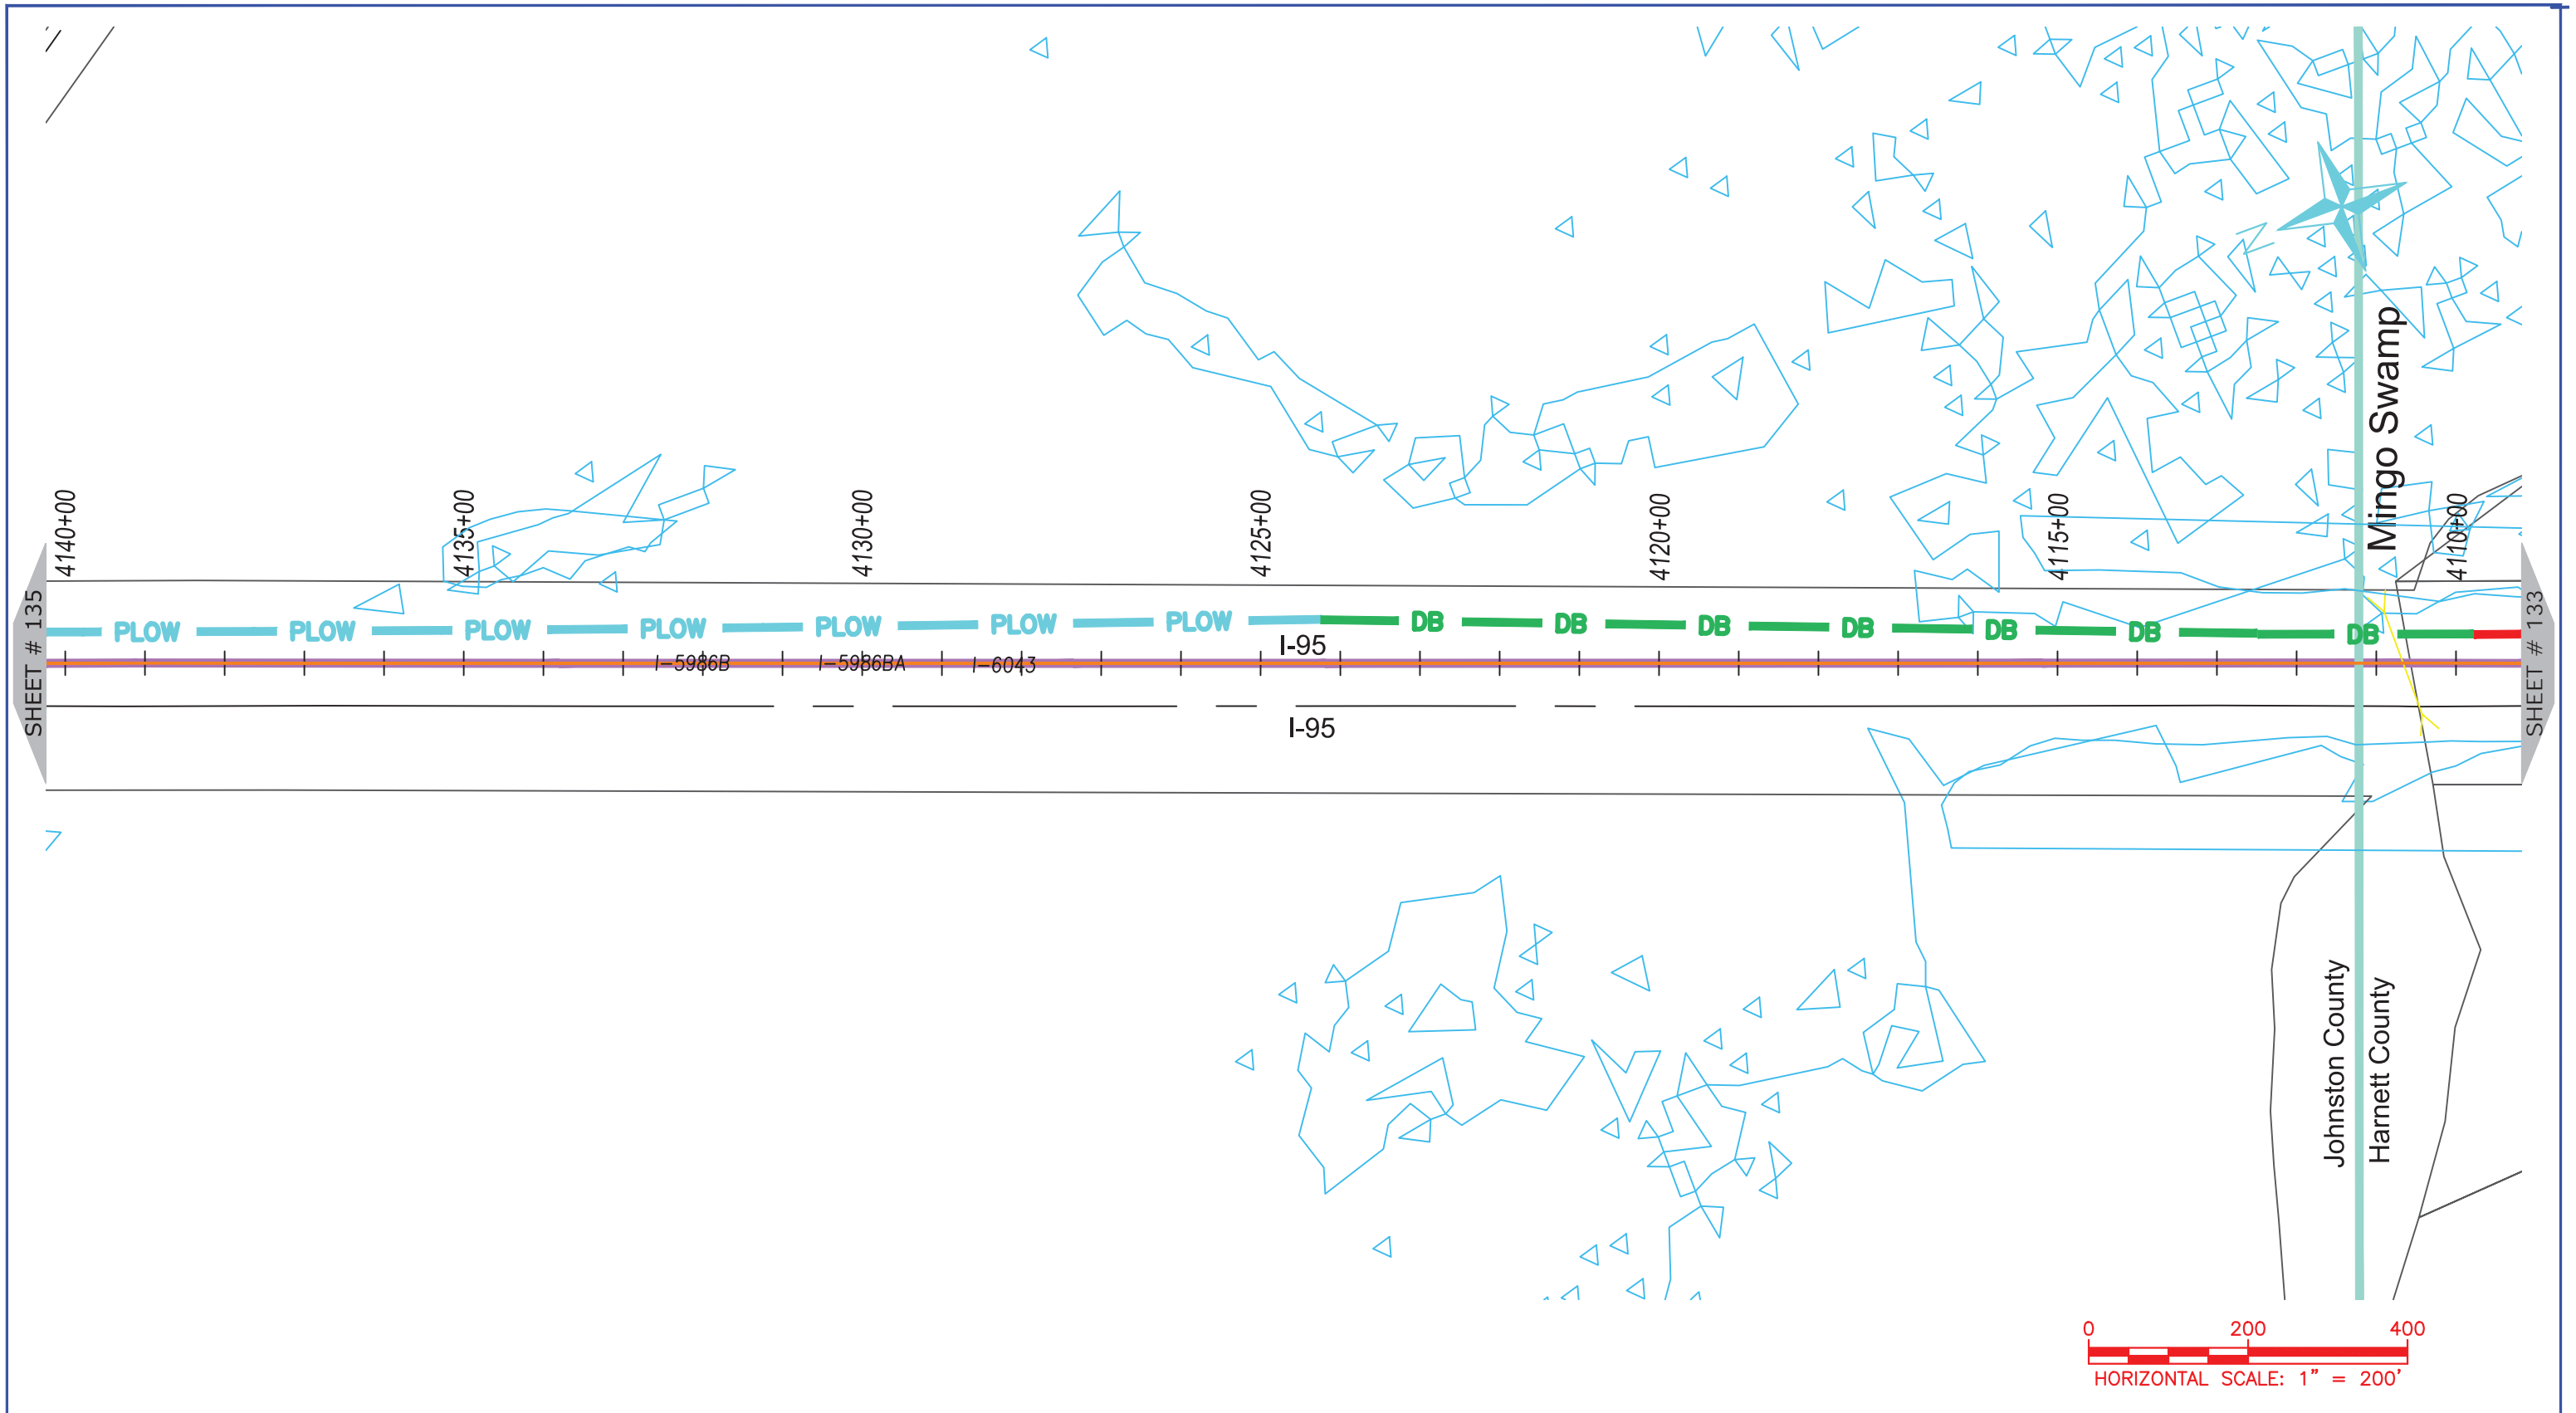 4140+00
4135+00
4130+00
4125+00
4120+00
4115+00
4110+00
Mingo Swamp
SHEET # 135
SHEET # 133
PLOW PLOW PLOW PLOW PLOW PLOW PLOW DB DB DB DB DB DB DB
I-95
I-5986B I-5986BA I-6043
I-95
Johnston County
Harnett County
0 200 400
HORIZONTAL SCALE: 1" = 200'